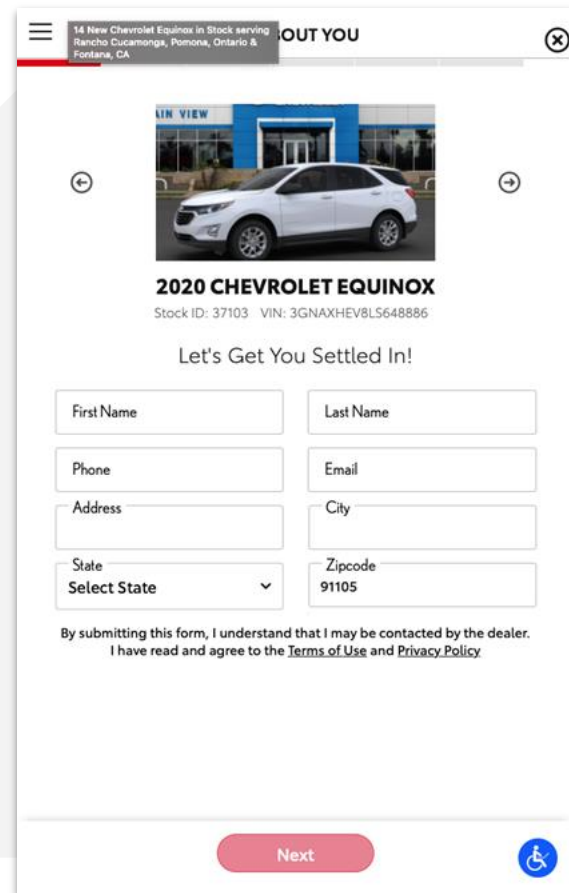 14 New Chevrolet Equinox in Stock serving
Rancho Cucamonga, Pomona, Ontario &
Fontana, CA
OUT YOU
AIN VIEW
2020 CHEVROLET EQUINOX
Stock ID: 37103 VIN: 3GNAXHEV8LS648886
Let's Get You Settled In!
First Name
Last Name
Phone
Email
Address
City
State
Select State
Zipcode
91105
By submitting this form, I understand that I may be contacted by the dealer.
I have read and agree to the Terms of Use and Privacy Policy
Next